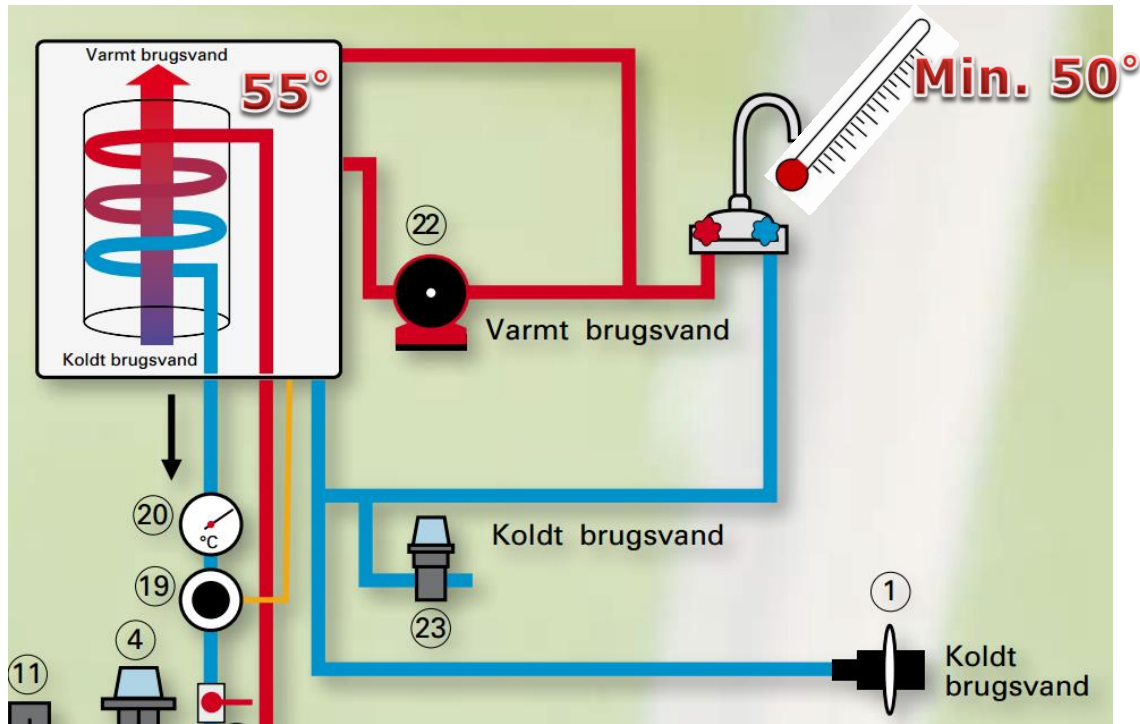 Varmt brugsvand
55°
Min. 50°
Koldt brugsvand
22
Varmt brugsvand
20
°C
Koldt brugsvand
19
23
1
Koldt
brugsvand
4
11